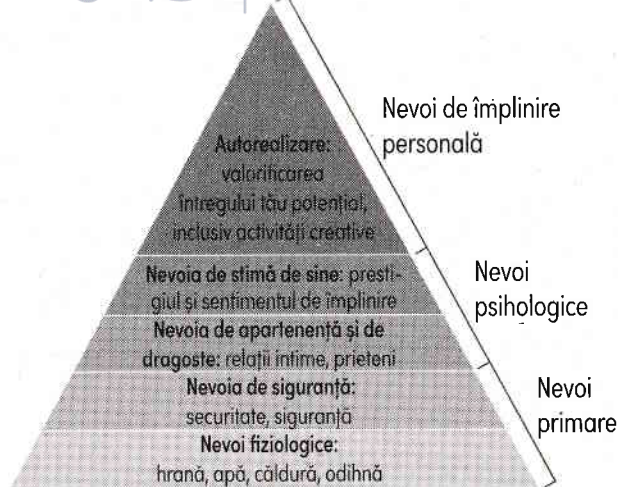 Autorealizare:
valorificarea
întregului tău potențial,
inclusiv activități creative
Nevoia de stimă de sine: presti-
giul și sentimentul de împlinire
Nevoia de apartenență și de
dragoste: relații intime, prieteni
Nevoia de siguranță:
securitate, siguranță
Nevoi fiziologice:
hrană, apă, căldură, odihnă
Nevoi de împlinire
personală
Nevoi
psihologice
Nevoi
primare